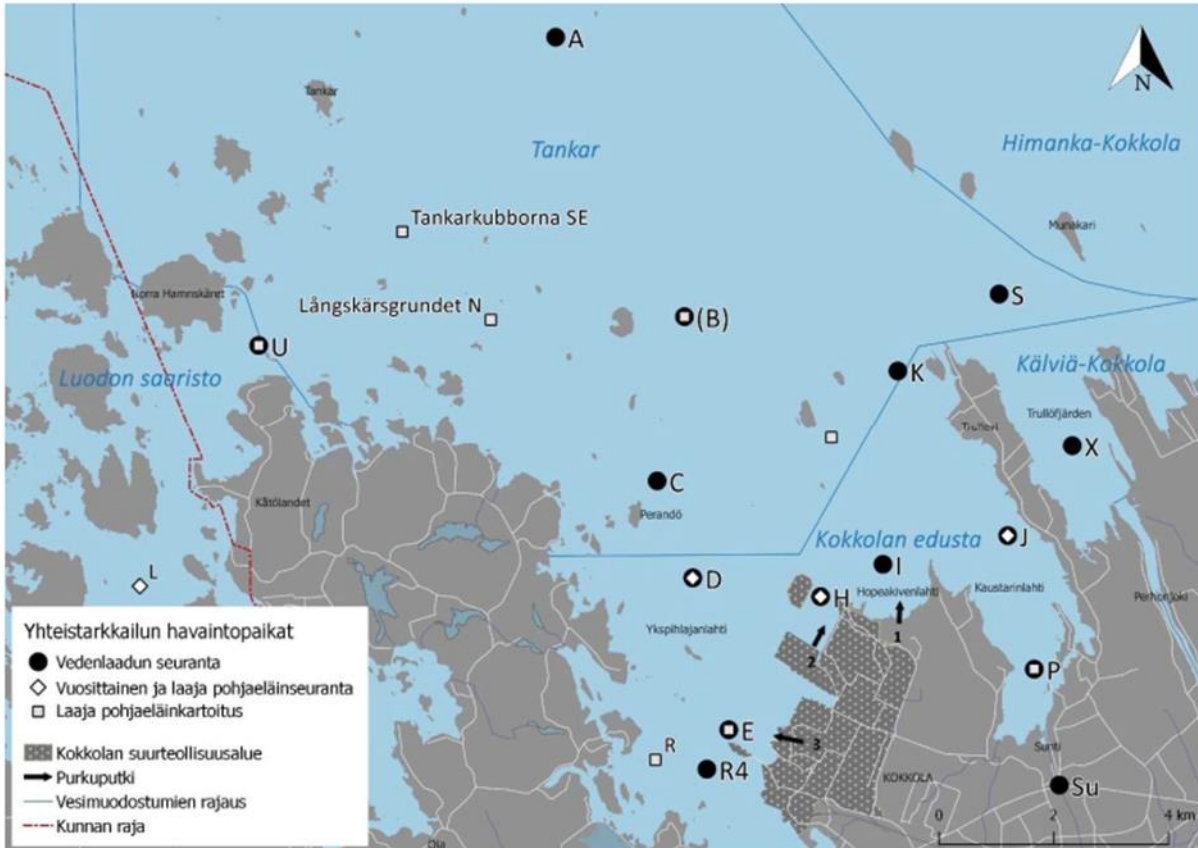 A
N
Tankar
Tankar
Himanka-Kokkola
Munakari
Tankarkubborna SE
Norra Hamnskäret
Långskärsgrundet N
S
(B)
U
Luodon saaristo
K
Kälviä-Kokkola
Trullöfjärden
Trullevi
X
C
Kåtölandet
Perandö
Kokkolan edusta
J
L
D
I
H
Hopeakivenlahti
Kaustarinlahti
Perhonjoki
Ykspihlajanlahti
1
2
P
E
3
R
R4
Sunti
KOKKOLA
Su
Yhteistarkkailun havaintopaikat
Vedenlaadun seuranta
Vuosittainen ja laaja pohjaeläinseuranta
Laaja pohjaeläinkartoitus
Kokkolan suurteollisuusalue
Purkuputki
Vesimuodostumien rajaus
Kunnan raja
0 2 4 km